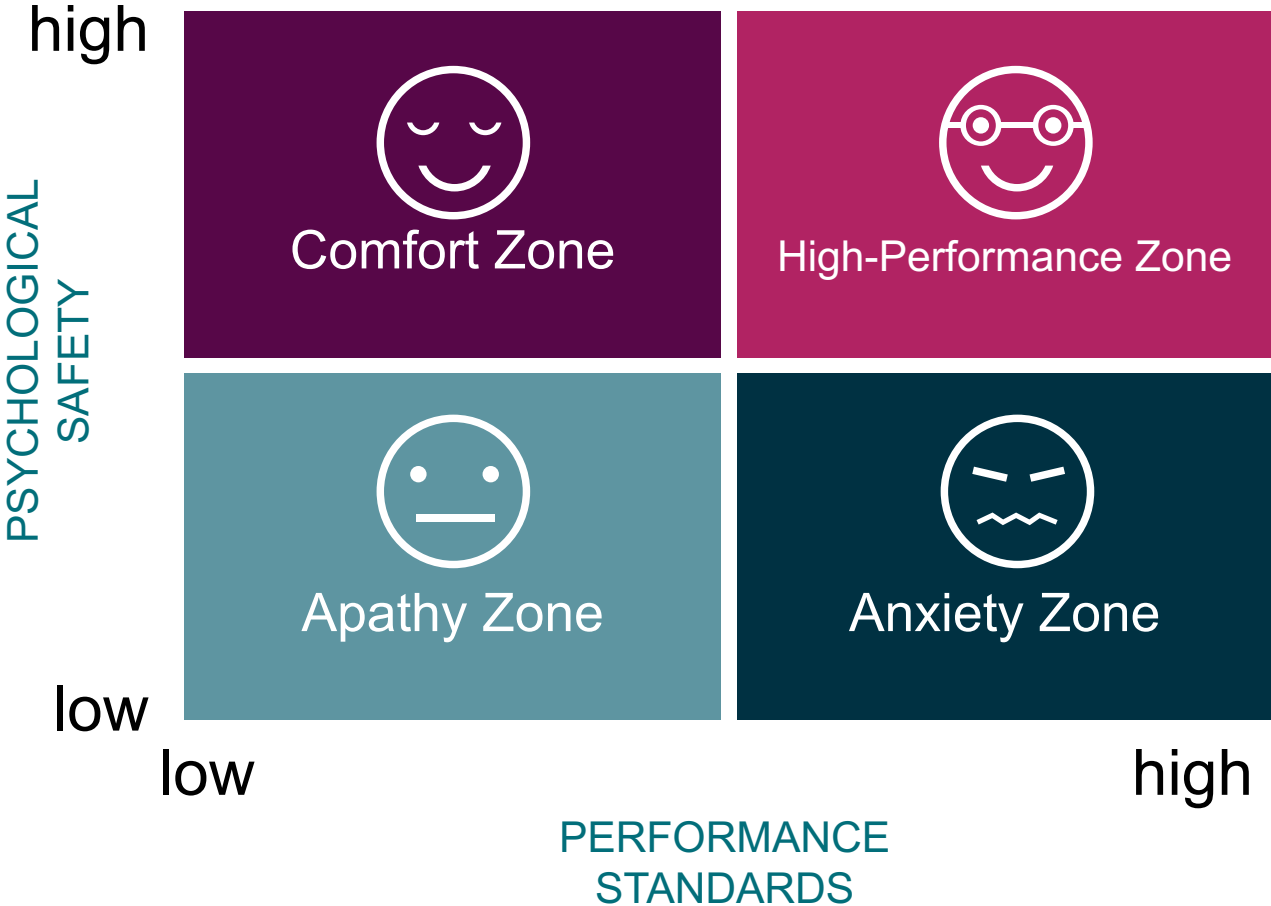 high
PSYCHOLOGICAL
SAFETY
Comfort Zone
High-Performance Zone
Apathy Zone
Anxiety Zone
low
low
high
PERFORMANCE
STANDARDS